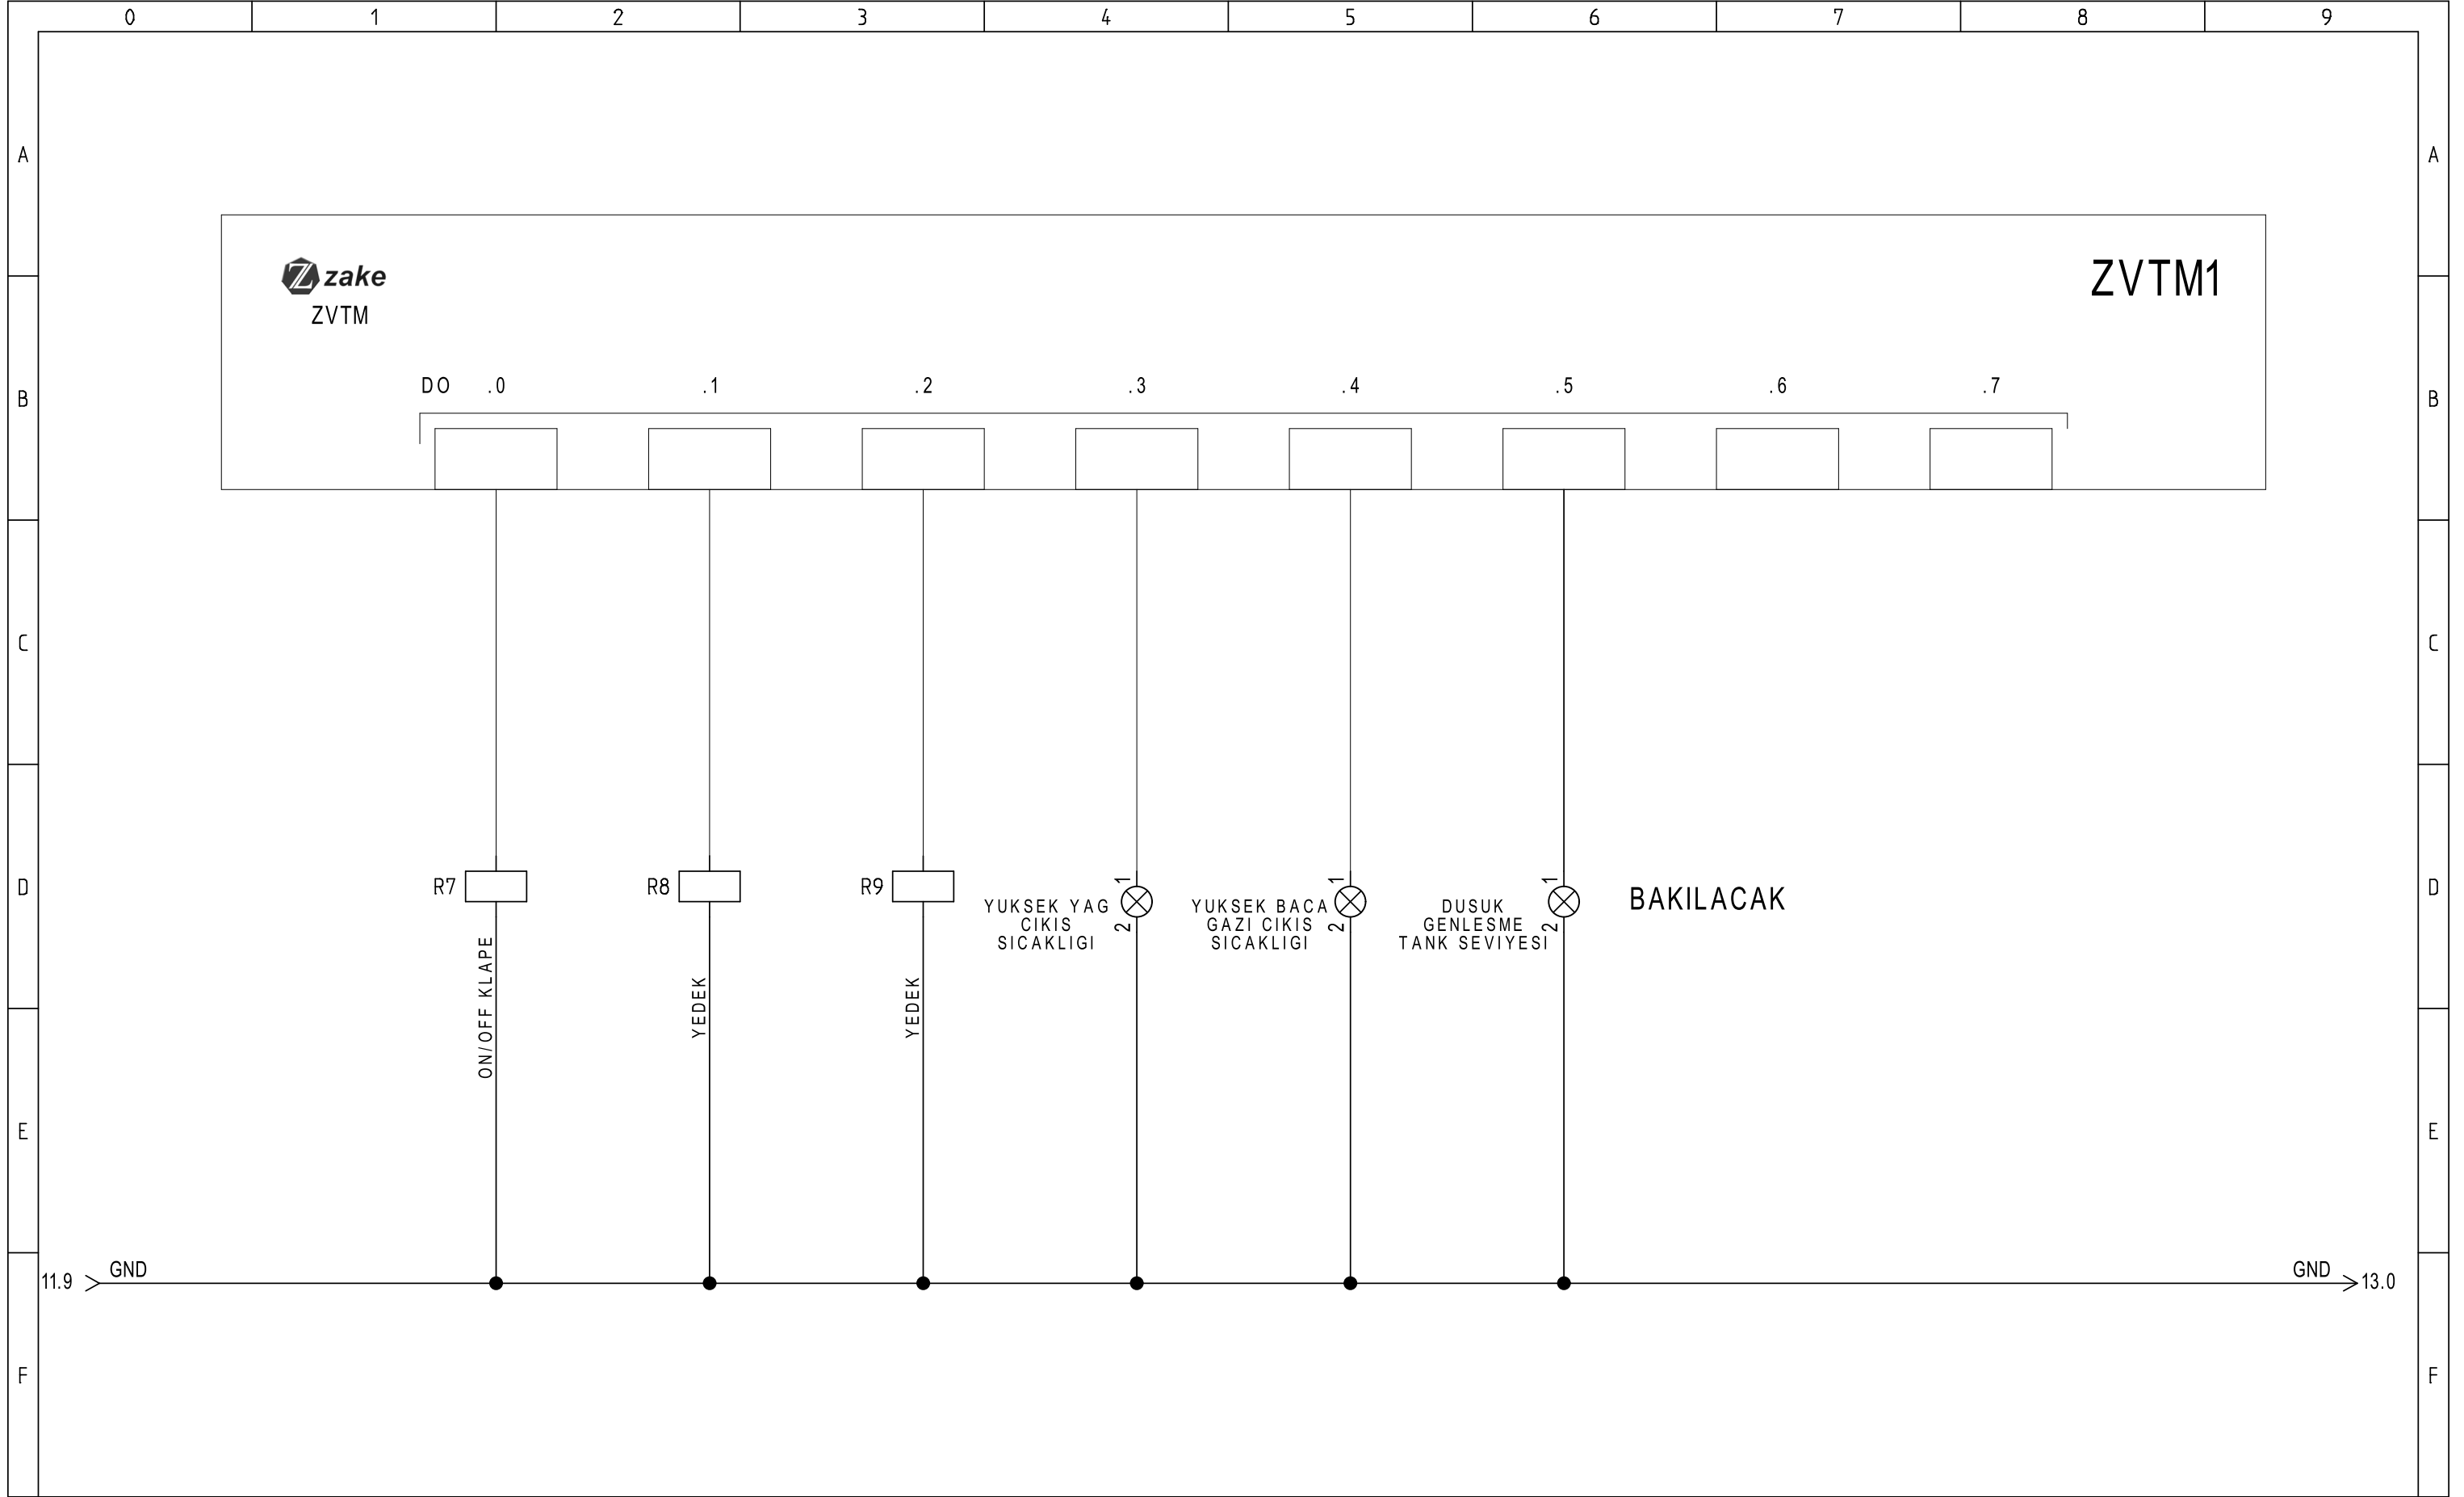 0 1 2 3 4 5 6 7 8 9
A A
zake
ZVTM
ZVTM1
DO .0 .1 .2 .3 .4 .5 .6 .7
B B
C C
D D
R7
R8
R9
YUKSEK YAG
CIKIS
SICAKLIGI
1
2
YUKSEK BACA
GAZI CIKIS
SICAKLIGI
1
2
DUSUK
GENLESME
TANK SEVIYESI
1
2
BAKILACAK
ON/OFF KLAPE
YEDEK
YEDEK
E E
11.9
GND
GND
13.0
F F